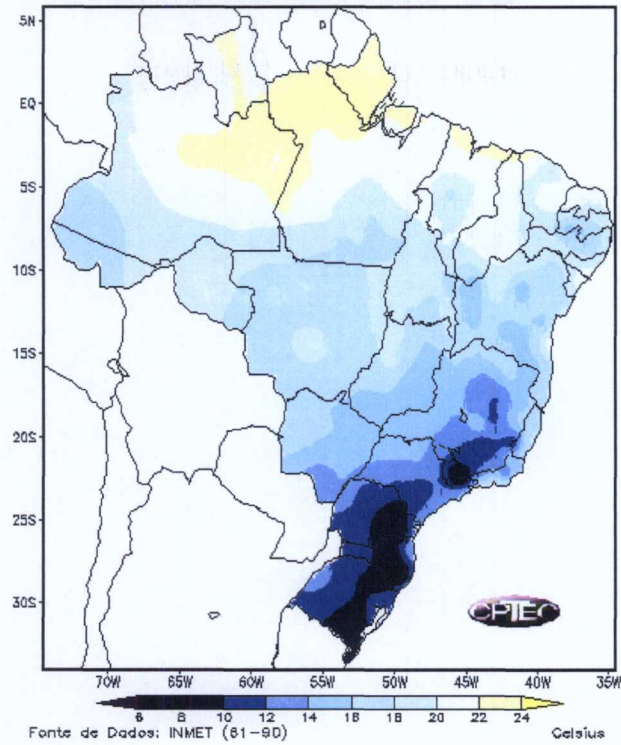 5N
EQ
5S
10S
15S
20S
25S
30S
CPTEC
70W 65W 60W 55W 50W 45W 40W 35W
6 8 10 12 14 16 18 20 22 24
Fonte de Dados: INMET (61-90) Celsius